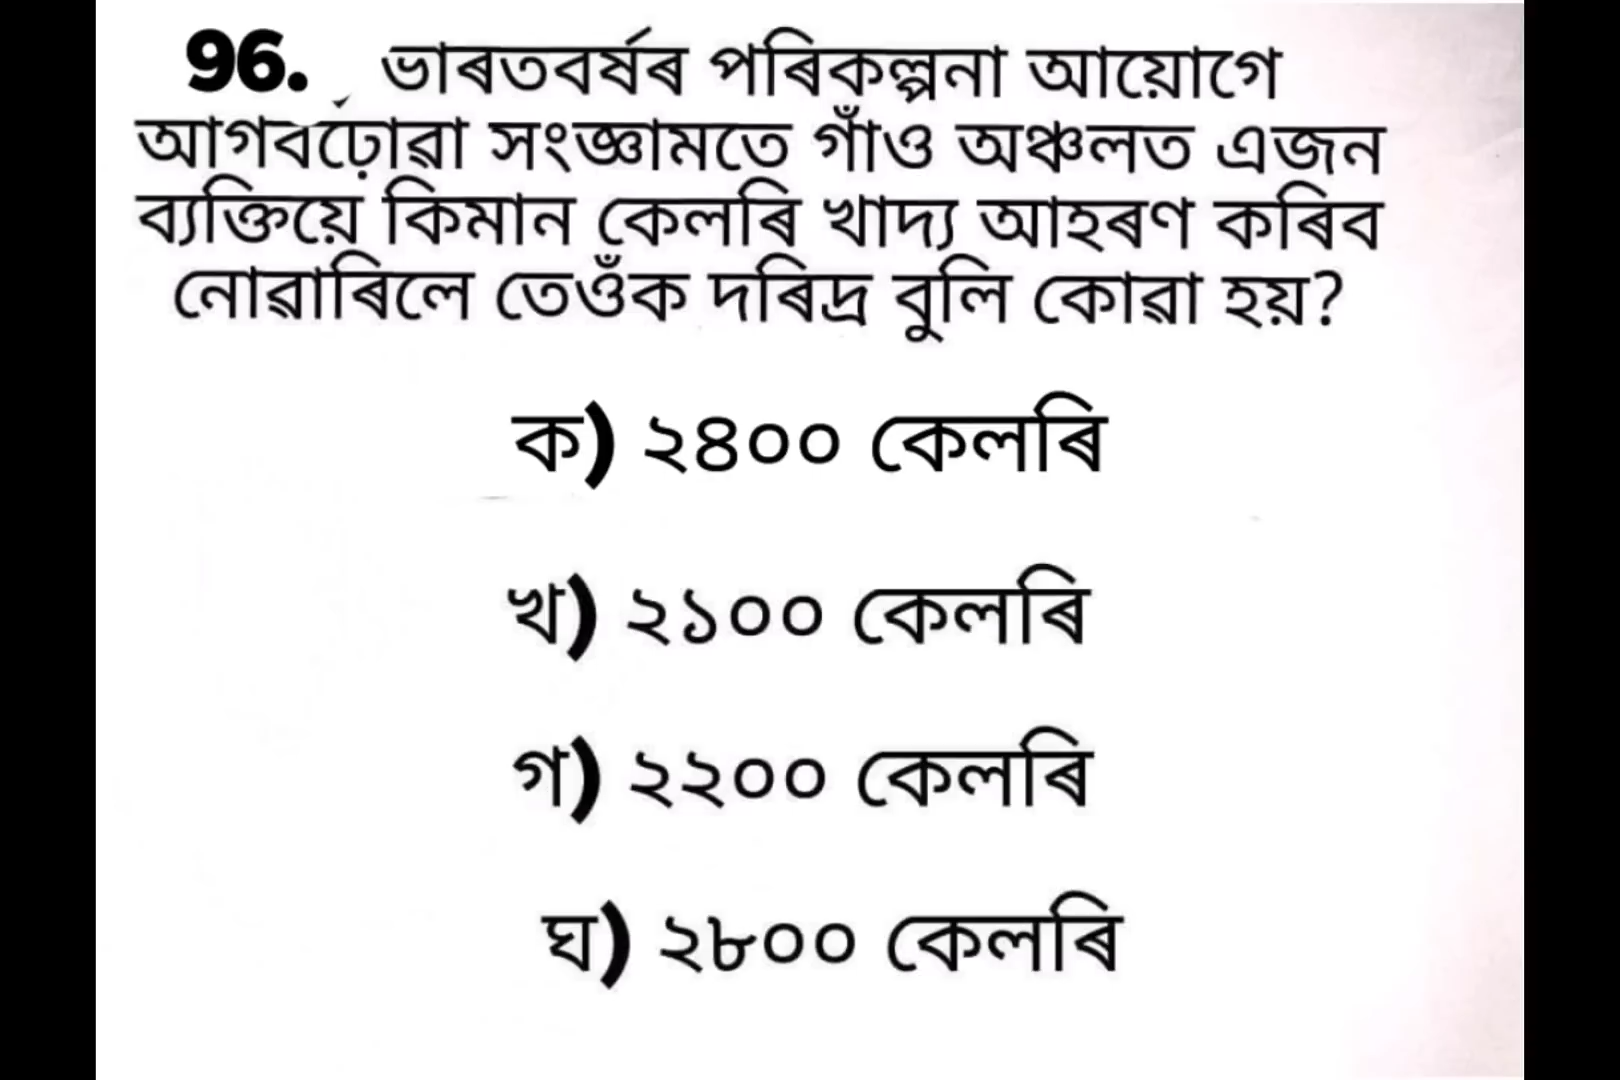 96. ভাৰতবৰ্ষৰ পৰিকল্পনা আয়োগে
আগবঢ়োৱা সংজ্ঞামতে গাঁও অঞ্চলত এজন
ব্যক্তিয়ে কিমান কেলৰি খাদ্য আহৰণ কৰিব
নোৱাৰিলে তেওঁক দৰিদ্ৰ বুলি কোৱা হয়?
ক) ২৪০০ কেলৰি
খ) ২১০০ কেলৰি
গ) ২২০০ কেলৰি
ঘ) ২৮০০ কেলৰি